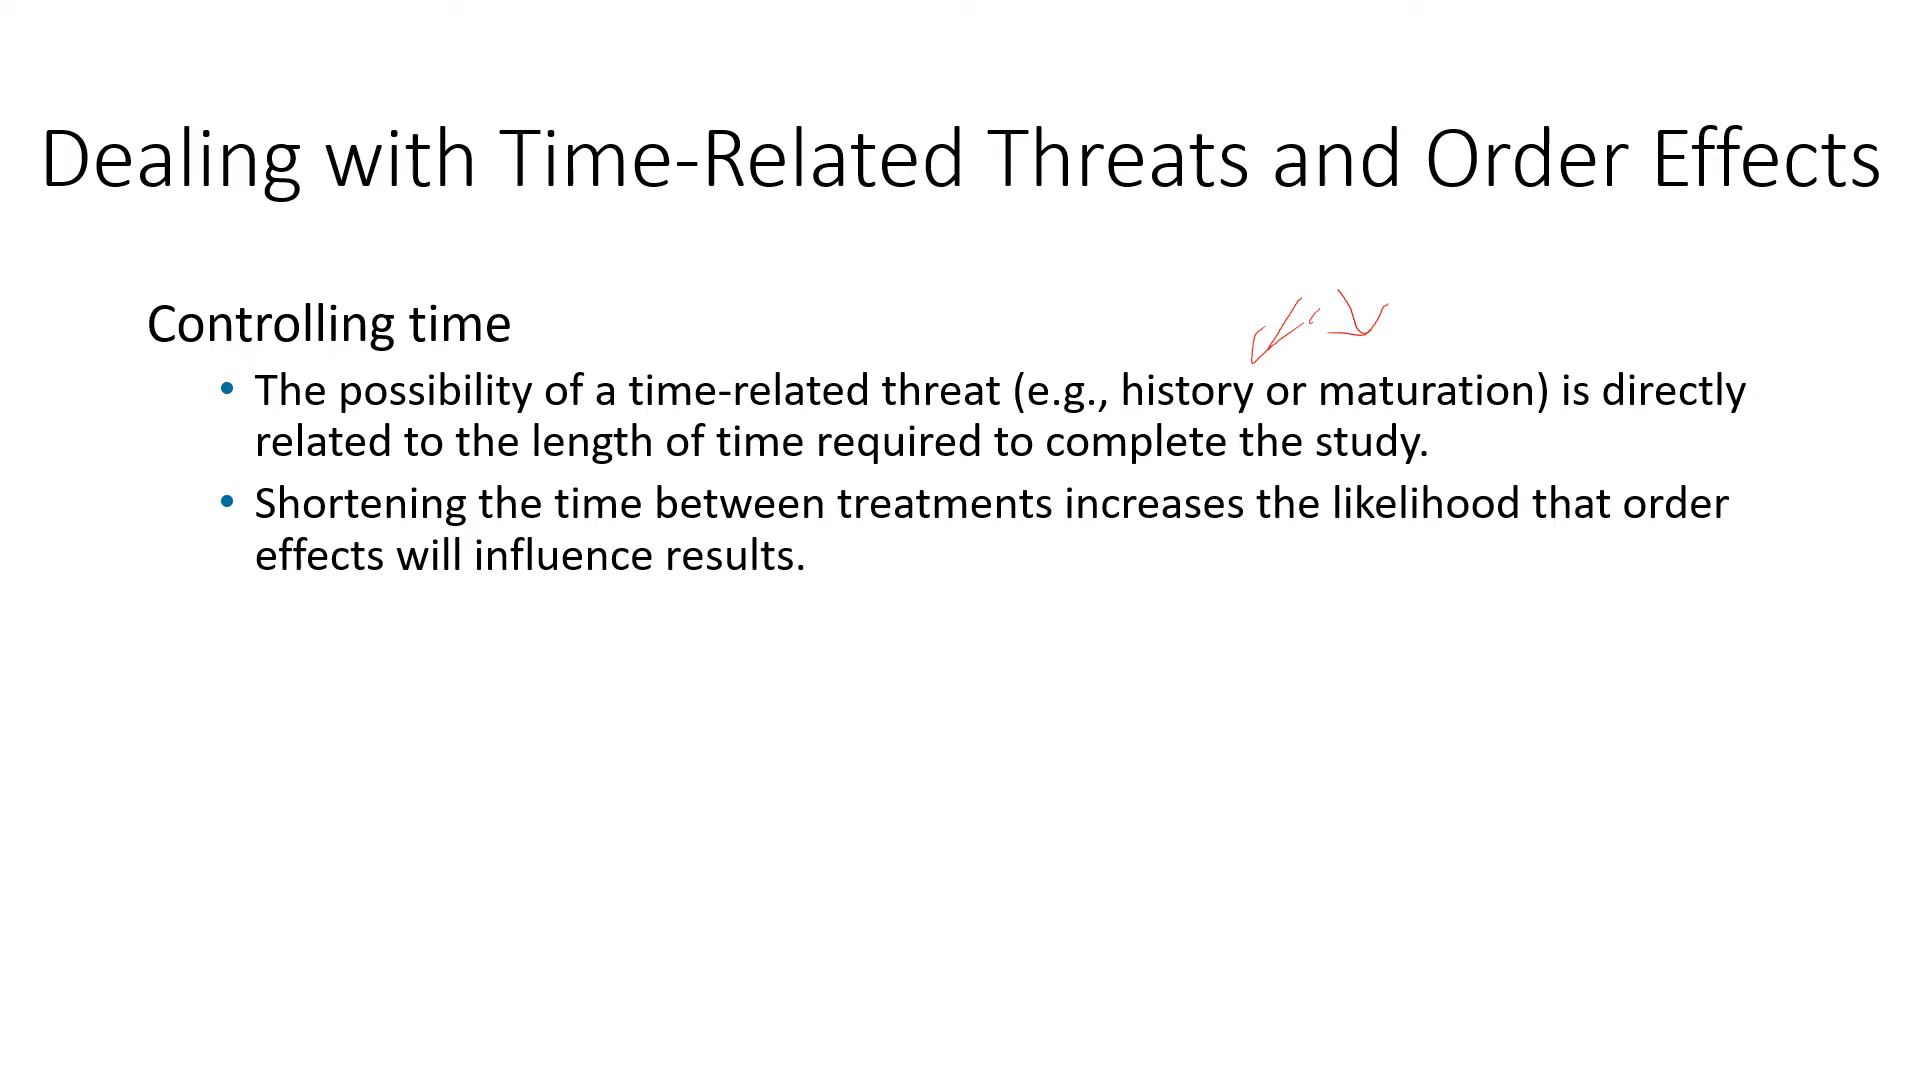 Dealing with Time-Related Threats and Order Effects
Controlling time
• The possibility of a time-related threat (e.g., history or maturation) is directly
related to the length of time required to complete the study.
• Shortening the time between treatments increases the likelihood that order
effects will influence results.